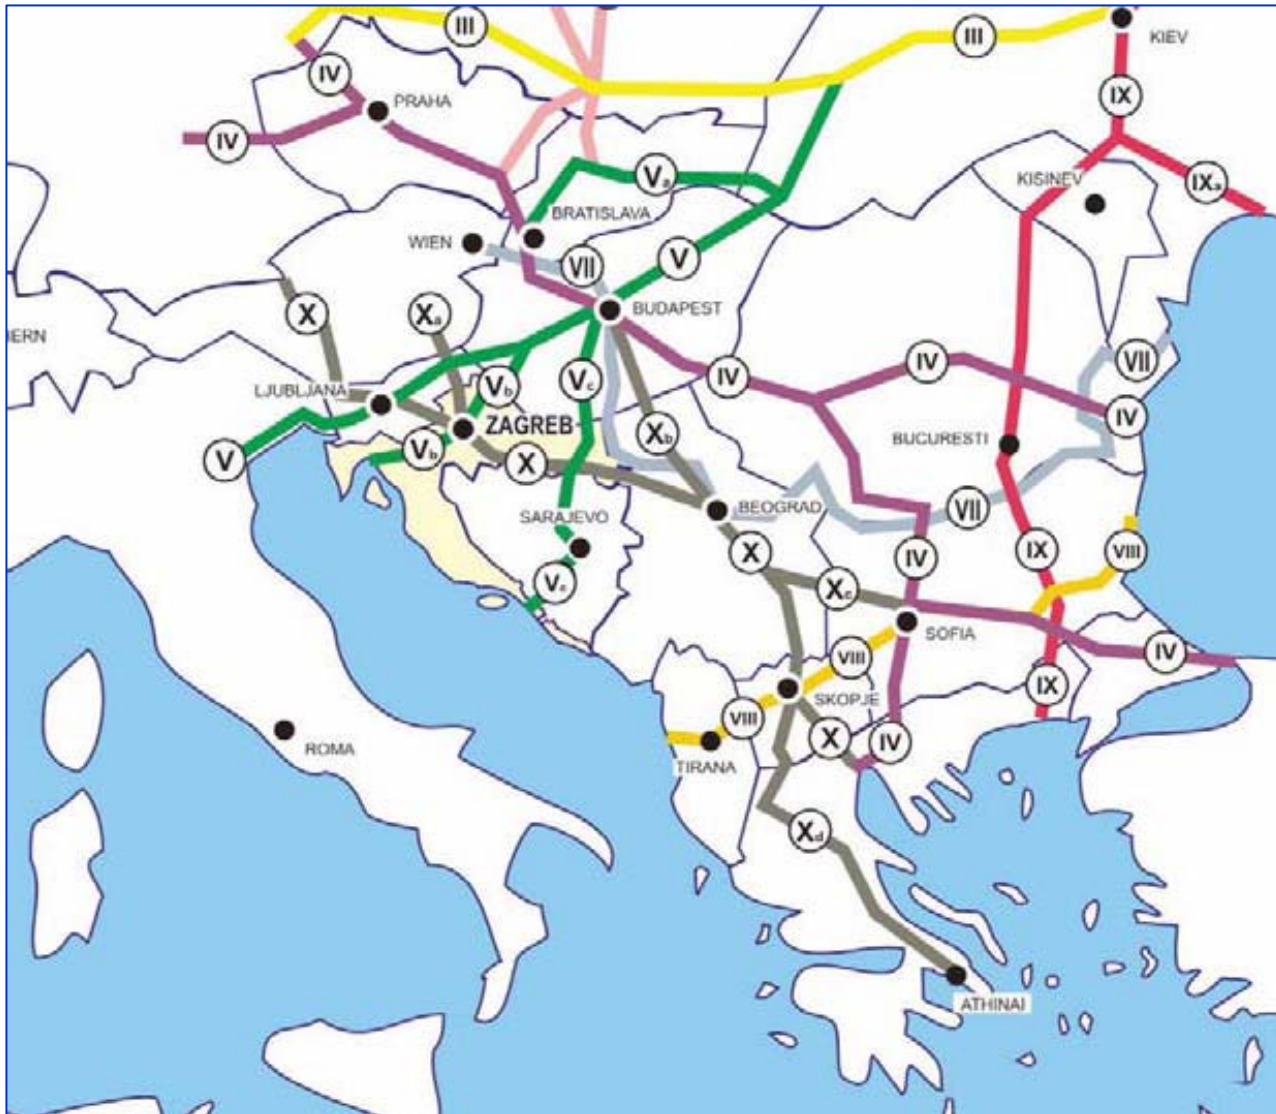 III
III
KIEV
IV
PRAHA
IX
IV
Va
KISINEV
IXa
BRATISLAVA
WIEN
VII
V
X
Xa
BUDAPEST
IERN
VII
LJUBLJANA
Vb
Vc
IV
IV
IV
ZAGREB
Xb
BUCURESTI
V
Vb
X
SARAJEVO
BEOGRAD
VII
X
IV
IX
VIII
Vc
Xc
SOFIA
VIII
IV
SKOPJE
IX
VIII
X
IV
ROMA
TIRANA
Xd
ATHINAI